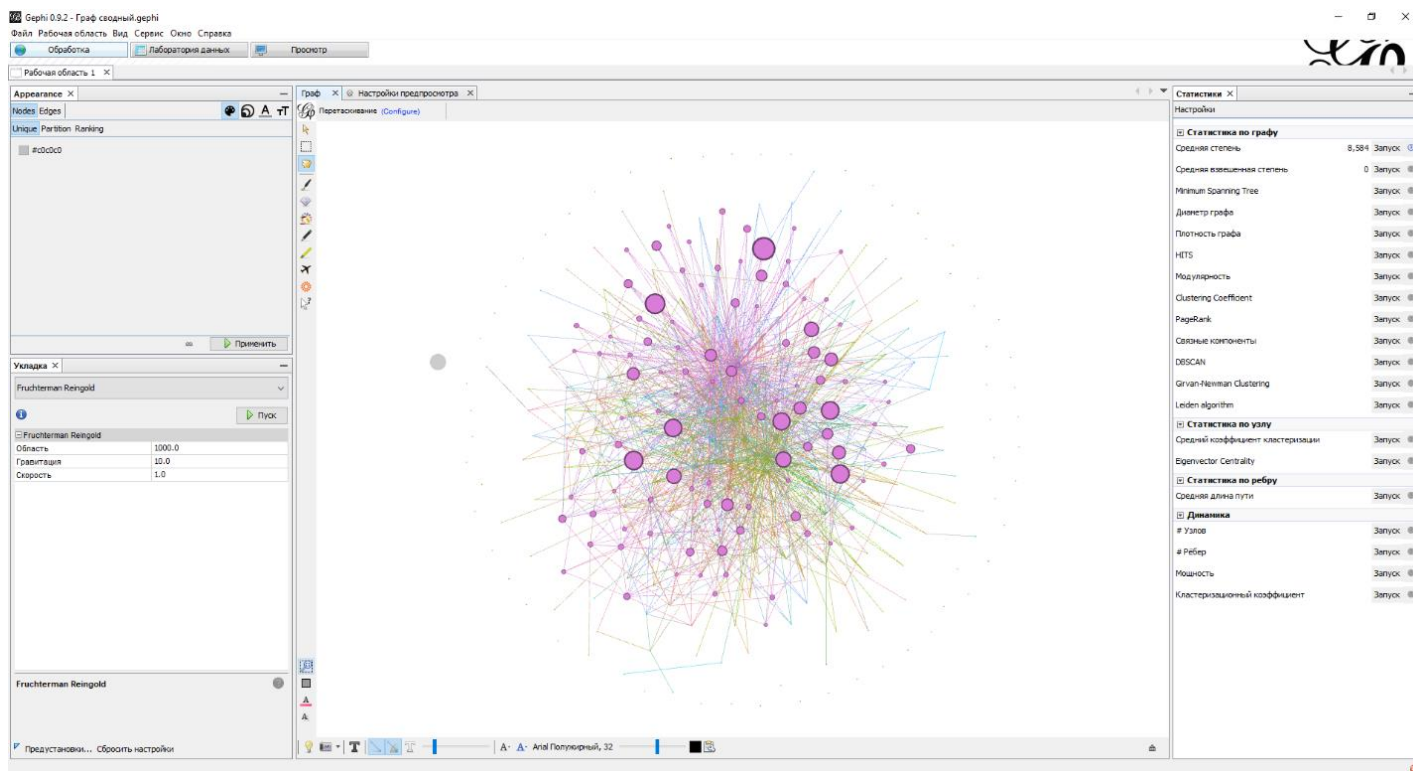 Gephi 0.9.2 - Граф сводный.gephi
Файл Рабочая область Вид Сервис Окно Справка
Обработка Лаборатория данных Просмотр
Рабочая область 1
Appearance
Nodes Edges
Unique Partition Ranking
#c0c0c0
Применить
Укладка
Fruchterman Reingold
Пуск
Fruchterman Reingold
Область 1000.0
Гравитация 10.0
Скорость 1.0
Fruchterman Reingold
Предустановки... Сбросить настройки
Граф Настройки предпросмотра
Перетаскивание (Configure)
Arial Полужирный, 32
Статистики
Настройки
Статистика по графу
Средняя степень 8,584 Запуск
Средняя взвешенная степень 0 Запуск
Minimum Spanning Tree Запуск
Диаметр графа Запуск
Плотность графа Запуск
HITS Запуск
Модулярность Запуск
Clustering Coefficient Запуск
PageRank Запуск
Связные компоненты Запуск
DBSCAN Запуск
Girvan-Newman Clustering Запуск
Leiden algorithm Запуск
Статистика по узлу
Средний коэффициент кластеризации Запуск
Eigenvector Centrality Запуск
Статистика по ребру
Средняя длина пути Запуск
Динамика
# Узлов Запуск
# Рёбер Запуск
Мощность Запуск
Кластеризационный коэффициент Запуск